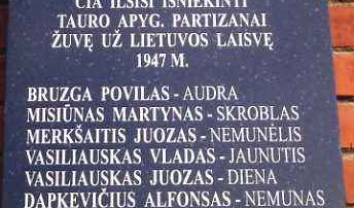 ČIA ILSISI IŠNIEKINTI
TAURO APYG. PARTIZANAI
ŽUVĘ UŽ LIETUVOS LAISVĘ
1947 M.
BRUZGA POVILAS - AUDRA
MISIŪNAS MARTYNAS - SKROBLAS
MERKŠAITIS JUOZAS - NEMUNĖLIS
VASILIAUSKAS VLADAS - JAUNUTIS
VASILIAUSKAS JUOZAS - DIENA
DAPKEVIČIUS ALFONSAS - NEMUNAS